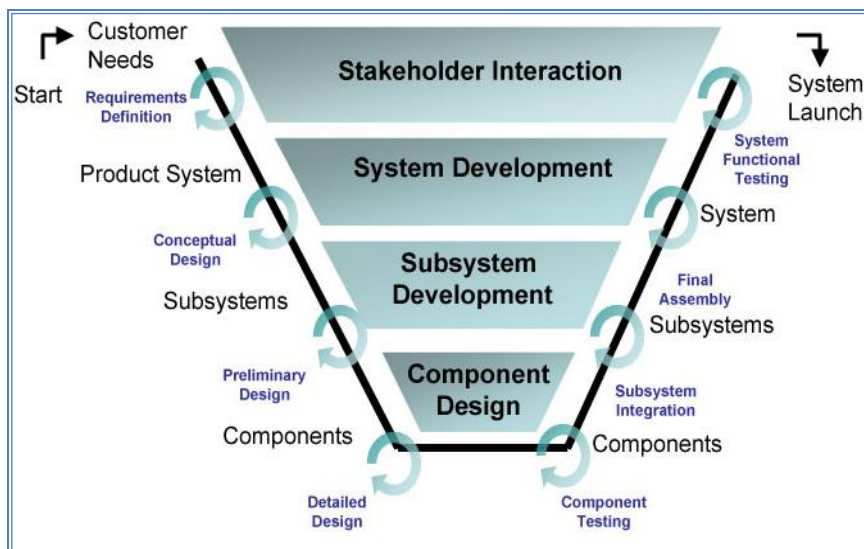 Start
Customer
Needs
Requirements
Definition
Product System
Conceptual
Design
Subsystems
Preliminary
Design
Components
Detailed
Design
Stakeholder Interaction
System Development
Subsystem
Development
Component
Design
System
Launch
System
Functional
Testing
System
Final
Assembly
Subsystems
Subsystem
Integration
Components
Component
Testing